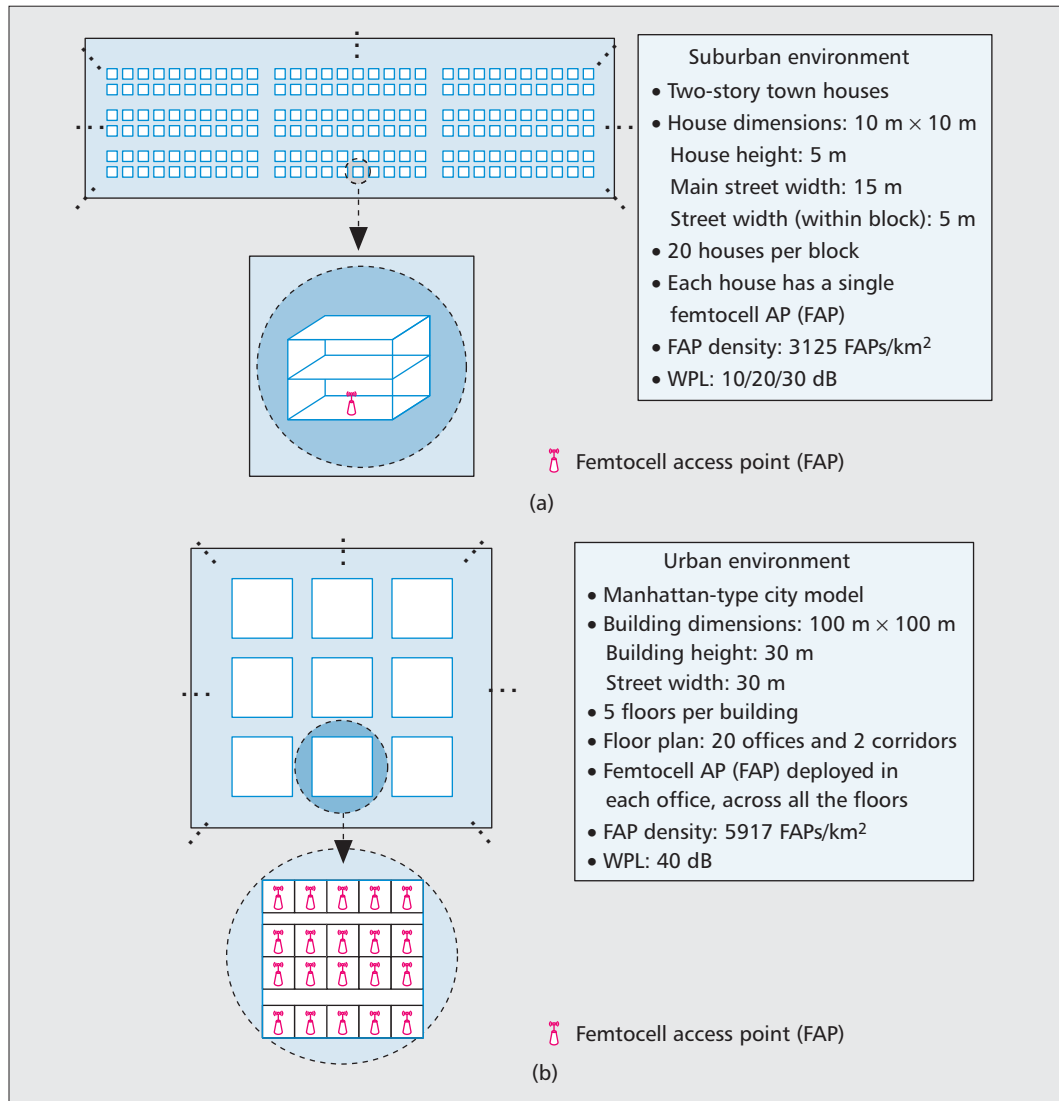 Suburban environment
• Two-story town houses
• House dimensions: 10 m × 10 m
House height: 5 m
Main street width: 15 m
Street width (within block): 5 m
• 20 houses per block
• Each house has a single
femtocell AP (FAP)
• FAP density: 3125 FAPs/km²
• WPL: 10/20/30 dB
Femtocell access point (FAP)
(a)
Urban environment
• Manhattan-type city model
• Building dimensions: 100 m × 100 m
Building height: 30 m
Street width: 30 m
• 5 floors per building
• Floor plan: 20 offices and 2 corridors
• Femtocell AP (FAP) deployed in
each office, across all the floors
• FAP density: 5917 FAPs/km²
• WPL: 40 dB
Femtocell access point (FAP)
(b)